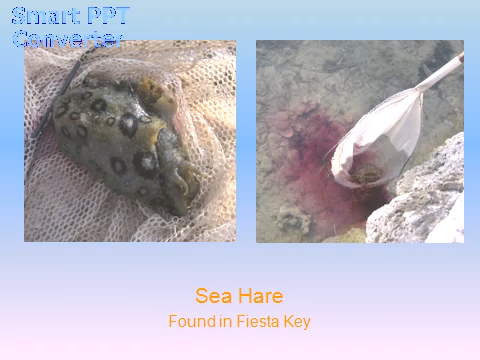 Smart PPT
Converter
Sea Hare
Found in Fiesta Key